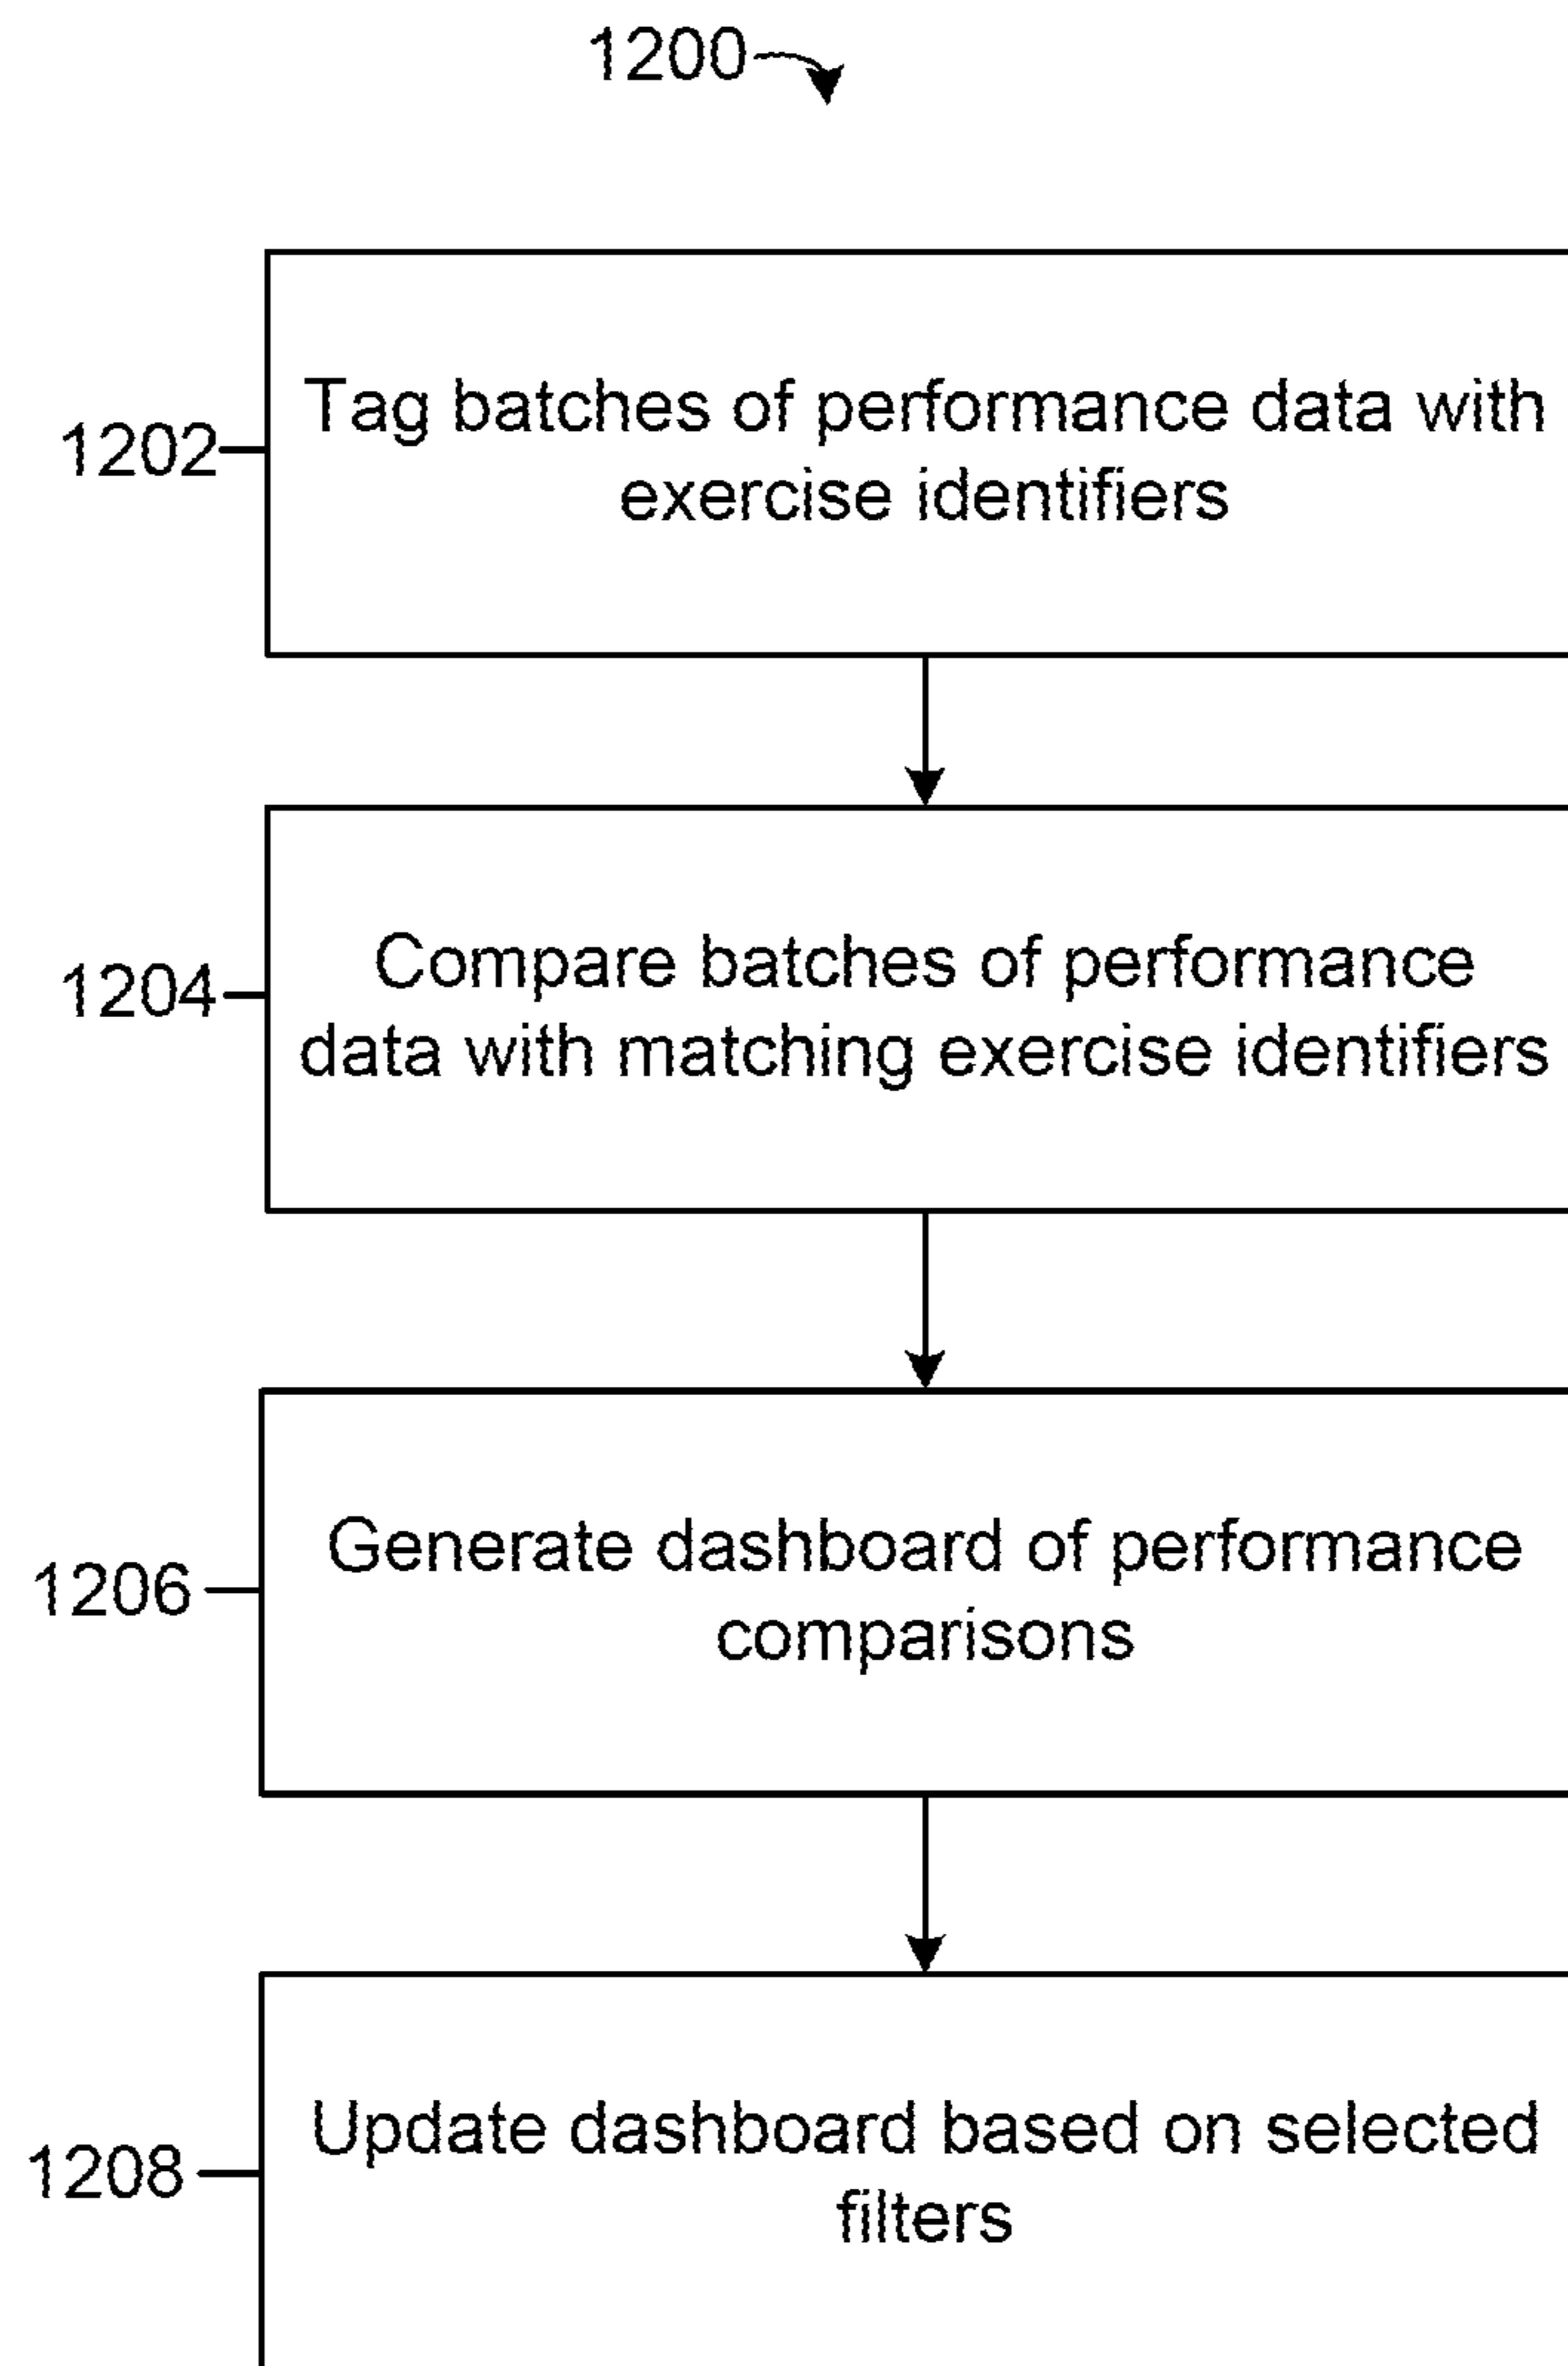 1200
1202
Tag batches of performance data with
exercise identifiers
1204
Compare batches of performance
data with matching exercise identifiers
1206
Generate dashboard of performance
comparisons
1208
Update dashboard based on selected
filters